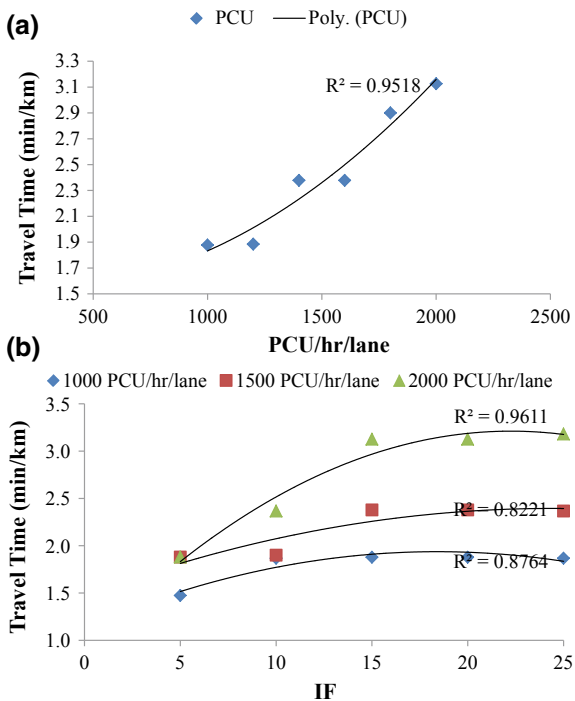 (a)
PCU Poly. (PCU)
3.3
3.1
2.9
2.7
2.5
2.3
2.1
1.9
1.7
1.5
R² = 0.9518
Travel Time (min/km)
500 1000 1500 2000 2500
PCU/hr/lane
(b)
1000 PCU/hr/lane 1500 PCU/hr/lane 2000 PCU/hr/lane
3.5
3.0
2.5
2.0
1.5
1.0
R² = 0.9611
R² = 0.8221
R² = 0.8764
Travel Time (min/km)
0 5 10 15 20 25
IF